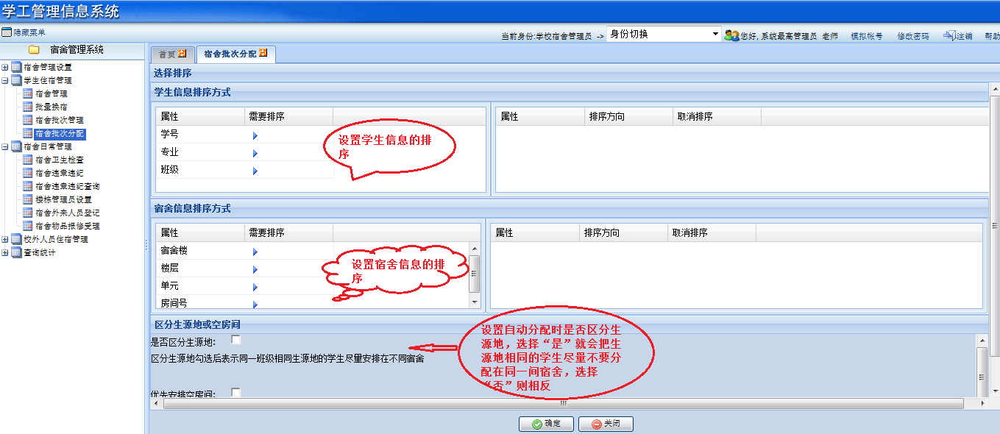 学工管理信息系统
隐藏菜单
当前身份:学校宿舍管理员 -> 身份切换 您好, 系统最高管理员 老师 模拟帐号 修改密码 注销 帮助
宿舍管理系统
宿舍管理设置
学生住宿管理
宿舍管理
批量换宿
宿舍批次管理
宿舍批次分配
宿舍日常管理
宿舍卫生检查
宿舍违章违纪
宿舍违章违纪查询
楼栋管理员设置
宿舍外来人员登记
宿舍物品报修受理
校外人员住宿管理
查询统计
首页 宿舍批次分配
选择排序
学生信息排序方式
属性 需要排序
学号
专业
班级
设置学生信息的排
序
属性 排序方向 取消排序
宿舍信息排序方式
属性 需要排序
宿舍楼
楼层
单元
房间号
设置宿舍信息的排
序
属性 排序方向 取消排序
区分生源地或空房间
是否区分生源地:
区分生源地勾选后表示同一班级相同生源地的学生尽量安排在不同宿舍
优先安排空房间:
设置自动分配时是否区分生
源地，选择“是”就会把生
源地相同的学生尽量不要分
配在同一间宿舍，选择
“否”则相反
确定 关闭